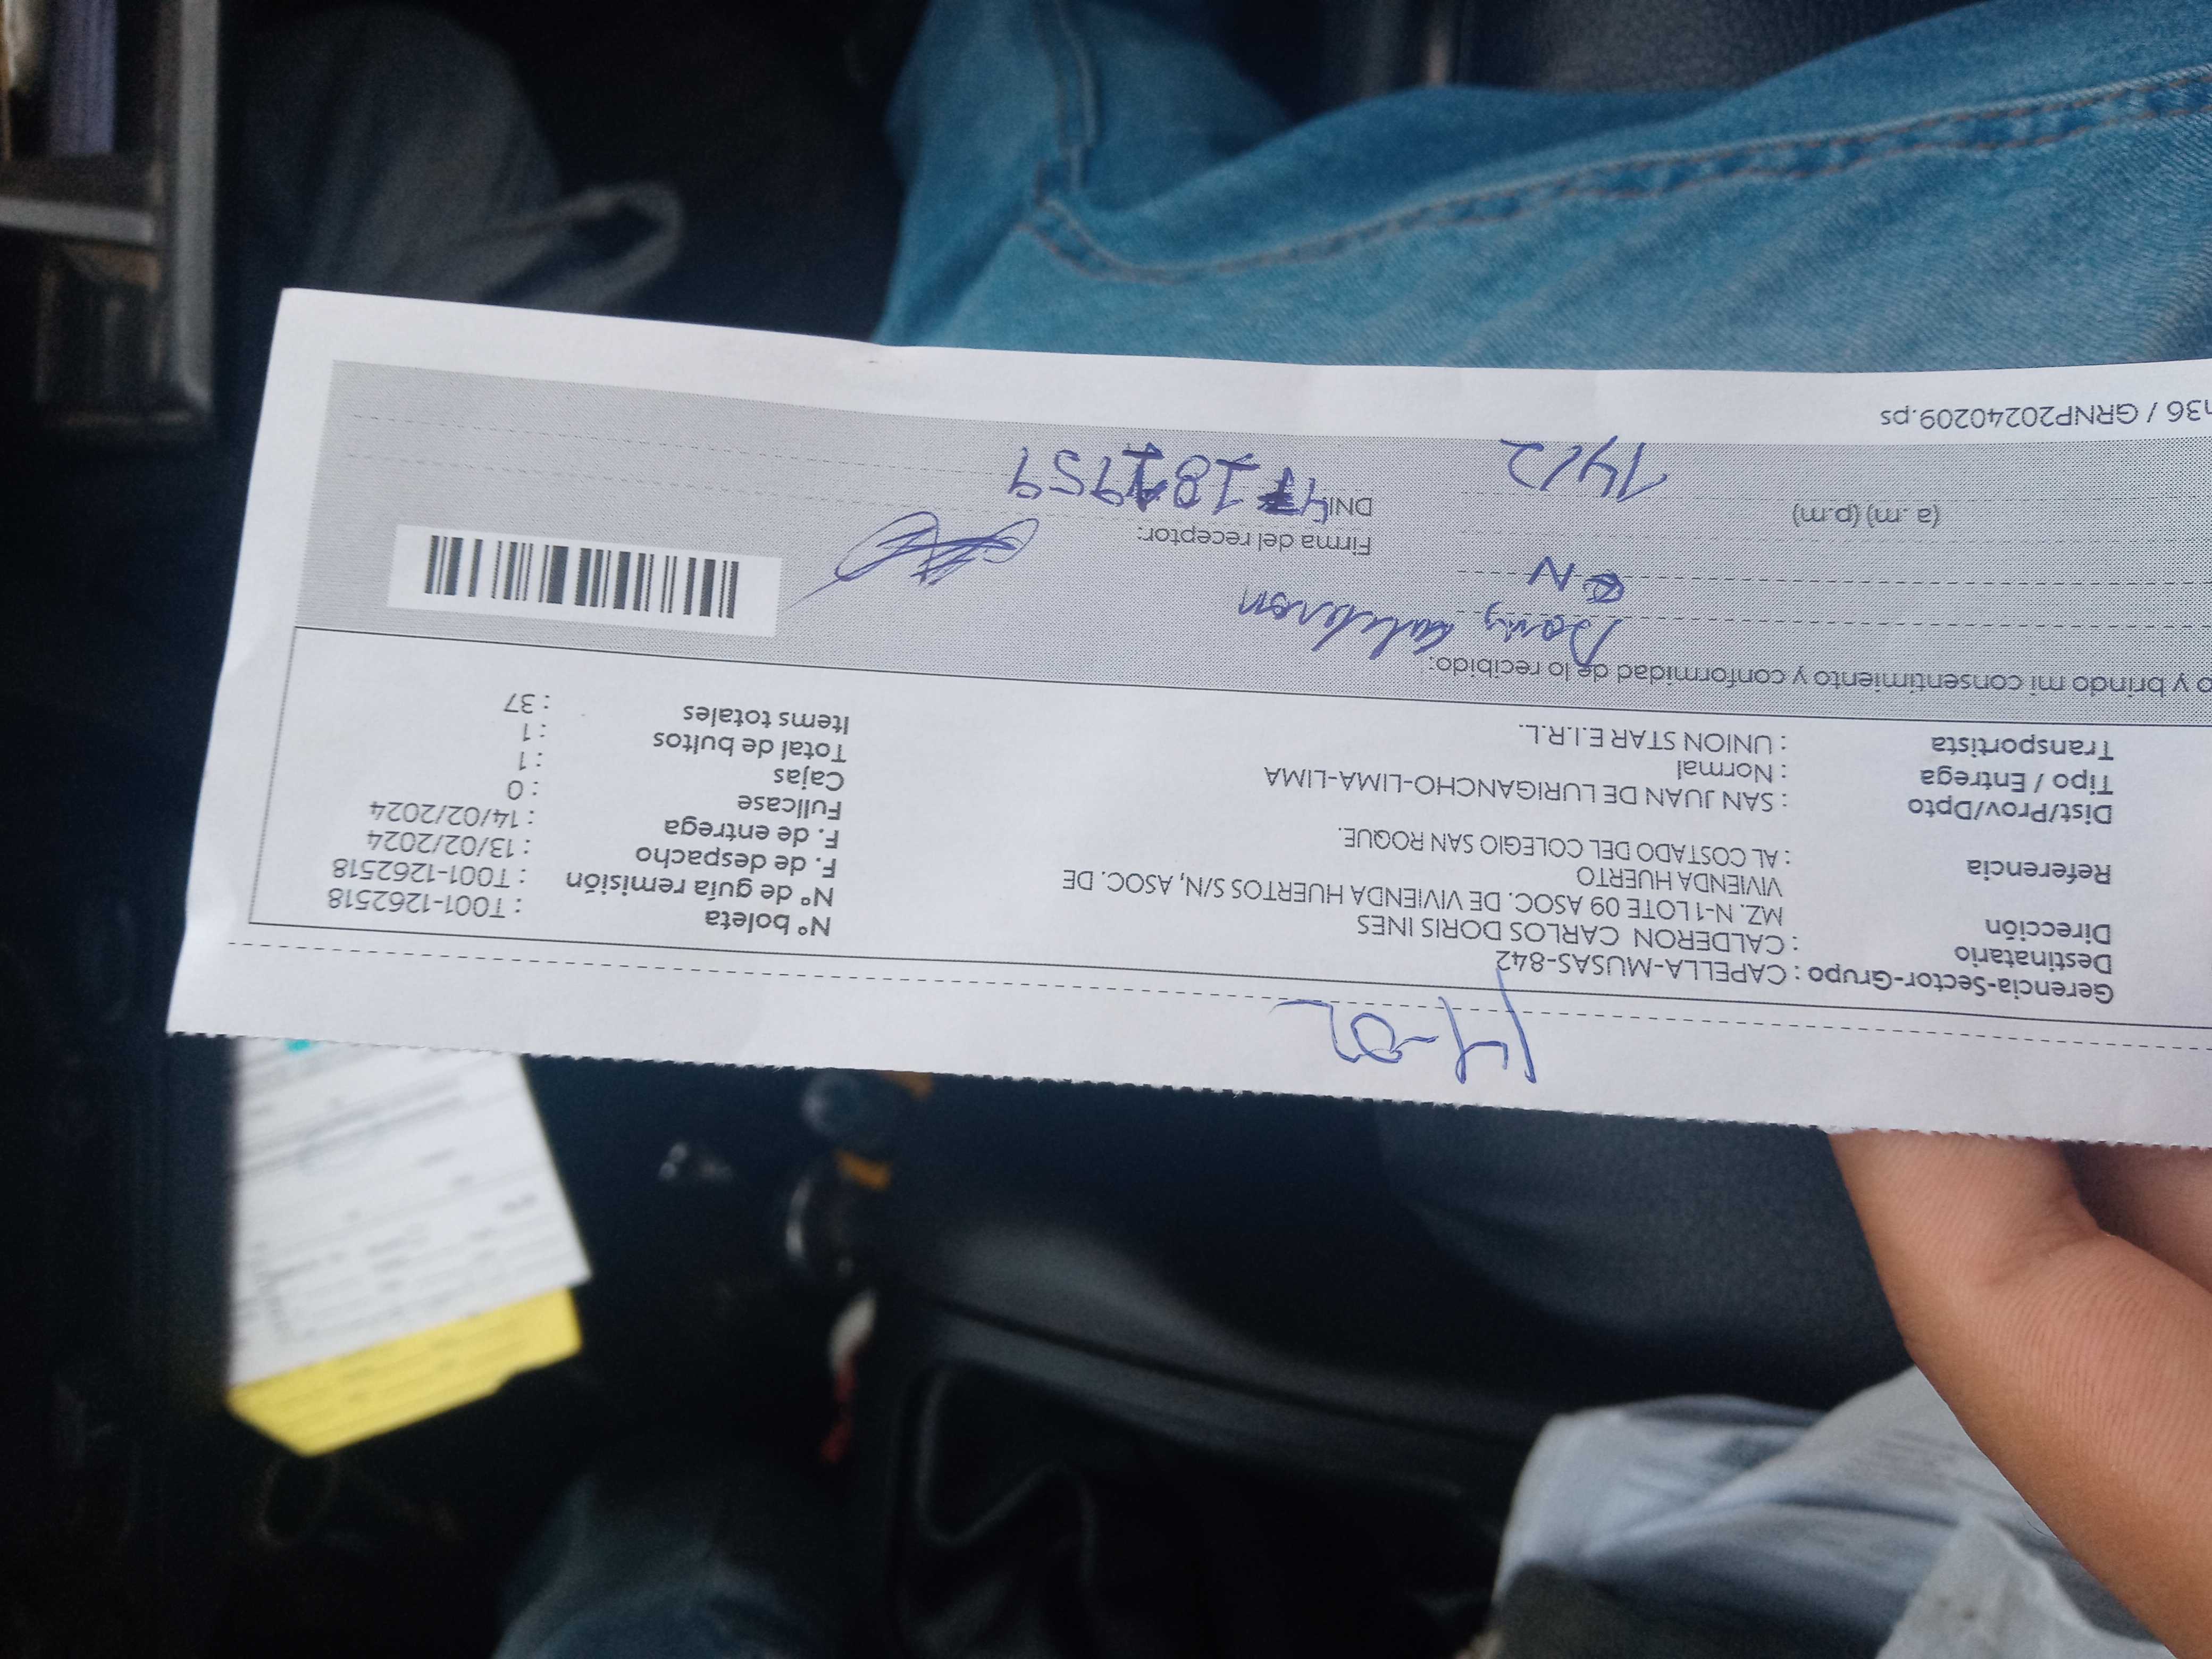 14-02
Gerencia-Sector-Grupo : CAPELLA-MUSAS-842
Destinatario : CALDERON CARLOS DORIS INES
Dirección MZ. N-1 LOTE 09 ASOC. DE VIVIENDA HUERTOS S/N, ASOC. DE
VIVIENDA HUERTO
Referencia : AL COSTADO DEL COLEGIO SAN ROQUE.
Dist/Prov/Dpto : SAN JUAN DE LURIGANCHO-LIMA-LIMA
Tipo / Entrega : Normal
Transportista : UNION STAR E.I.R.L.
N° boleta : T001-1262518
N° de guía remisión : T001-1262518
F. de despacho : 13/02/2024
F. de entrega : 14/02/2024
Fullcase : 0
Cajas : 1
Total de bultos : 1
Items totales : 37
o y brindo mi consentimiento y conformidad de lo recibido:
Calderon
Firma del receptor:
DNI
(a .m) (p.m) 14/2
36 / GRNP20240209.ps